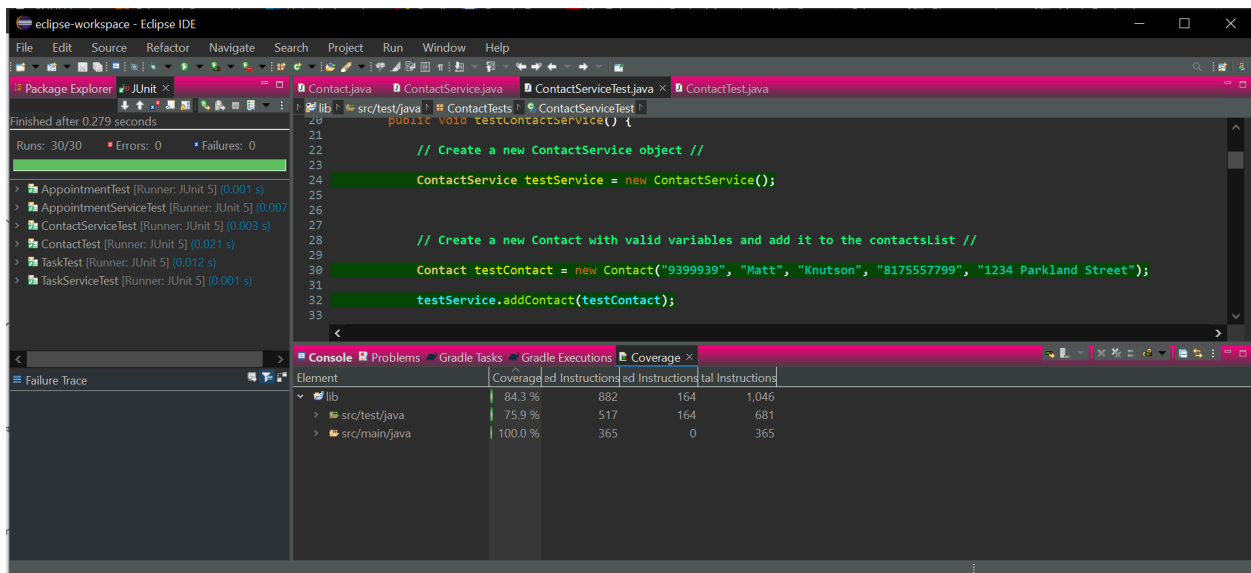 eclipse-workspace - Eclipse IDE
File Edit Source Refactor Navigate Search Project Run Window Help
Package Explorer JUnit
Finished after 0.279 seconds
Runs: 30/30 Errors: 0 Failures: 0
AppointmentTest [Runner: JUnit 5] (0.001 s)
AppointmentServiceTest [Runner: JUnit 5] (0.007
ContactServiceTest [Runner: JUnit 5] (0.003 s)
ContactTest [Runner: JUnit 5] (0.021 s)
TaskTest [Runner: JUnit 5] (0.012 s)
TaskServiceTest [Runner: JUnit 5] (0.001 s)
Failure Trace
Contact.java ContactService.java ContactServiceTest.java ContactTest.java
lib src/test/java ContactTests ContactServiceTest
20 public void testContactService() {
21
22 // Create a new ContactService object //
23
24 ContactService testService = new ContactService();
25
26
27
28 // Create a new Contact with valid variables and add it to the contactsList //
29
30 Contact testContact = new Contact("9399939", "Matt", "Knutson", "8175557799", "1234 Parkland Street");
31
32 testService.addContact(testContact);
33
Console Problems Gradle Tasks Gradle Executions Coverage
Element Coverage ed Instructions ed Instructions tal Instructions
lib 84.3 % 882 164 1,046
src/test/java 75.9 % 517 164 681
src/main/java 100.0 % 365 0 365